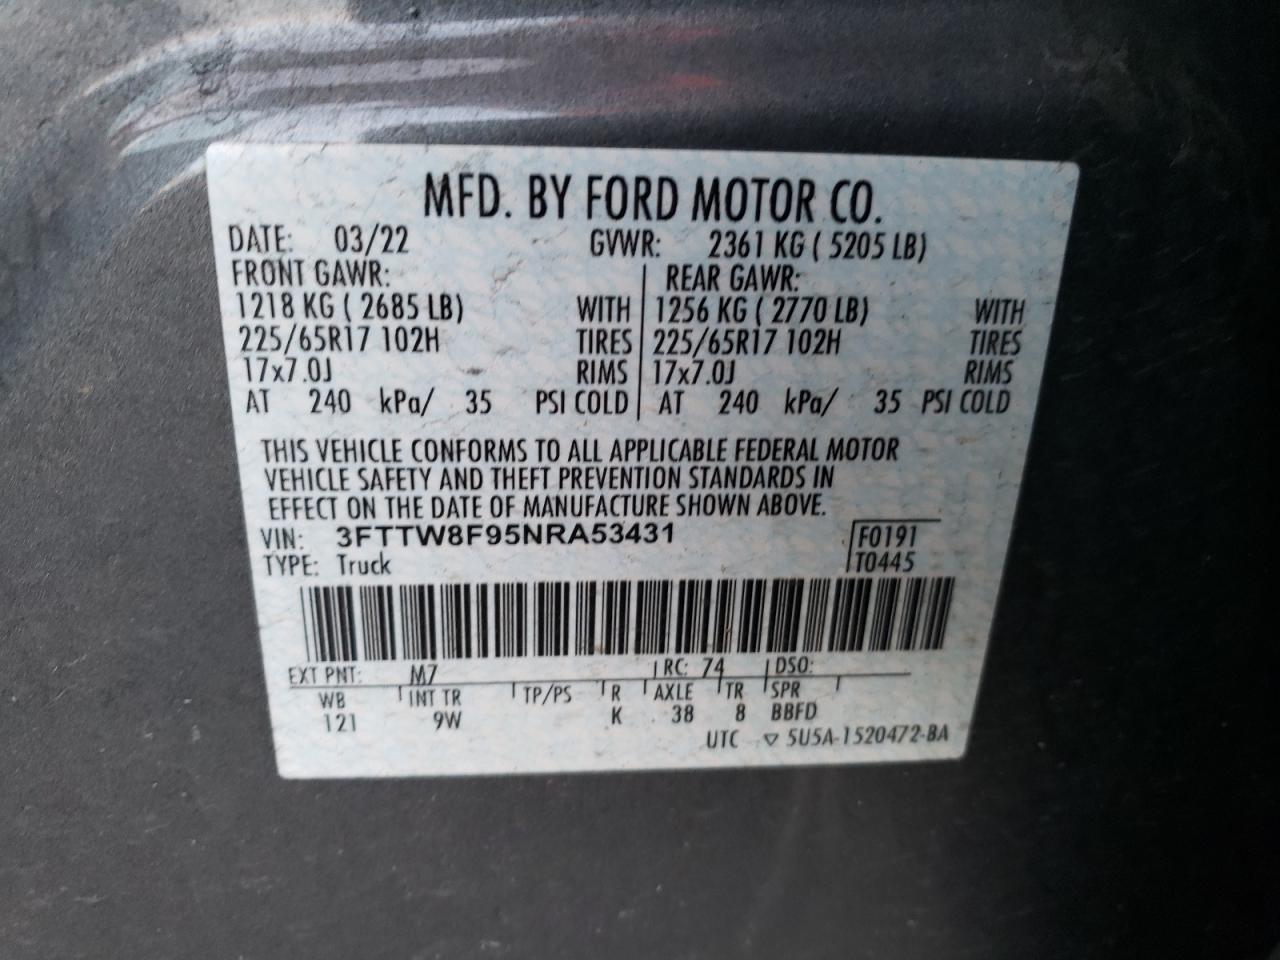 MFD. BY FORD MOTOR CO.
DATE: 03/22 GVWR: 2361 KG ( 5205 LB)
FRONT GAWR: REAR GAWR:
1218 KG ( 2685 LB) WITH 1256 KG ( 2770 LB) WITH
225/65R17 102H TIRES 225/65R17 102H TIRES
17x7.0J RIMS 17x7.0J RIMS
AT 240 kPa/ 35 PSI COLD AT 240 kPa/ 35 PSI COLD
THIS VEHICLE CONFORMS TO ALL APPLICABLE FEDERAL MOTOR
VEHICLE SAFETY AND THEFT PREVENTION STANDARDS IN
EFFECT ON THE DATE OF MANUFACTURE SHOWN ABOVE.
VIN: 3FTTW8F95NRA53431 F0191
TYPE: Truck T0445
EXT PNT: M7 RC: 74 DSO:
WB INT TR TP/PS R AXLE TR SPR
121 9W K 38 8 BBFD
UTC ▽ 5U5A-1520472-BA